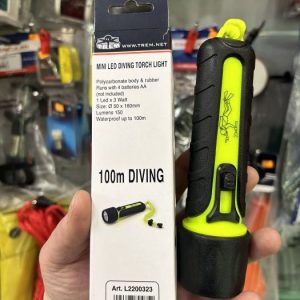 TREM
WWW.TREM.NET
MINI LED DIVING TORCH LIGHT
Polycarbonate body & rubber
Runs with 4 batteries AA
(not included)
1 Led x 3 Watt
Size: Ø 50 x 180mm
Lumens 150
Waterproof up to 100m
100m DIVING
Art. L2200323